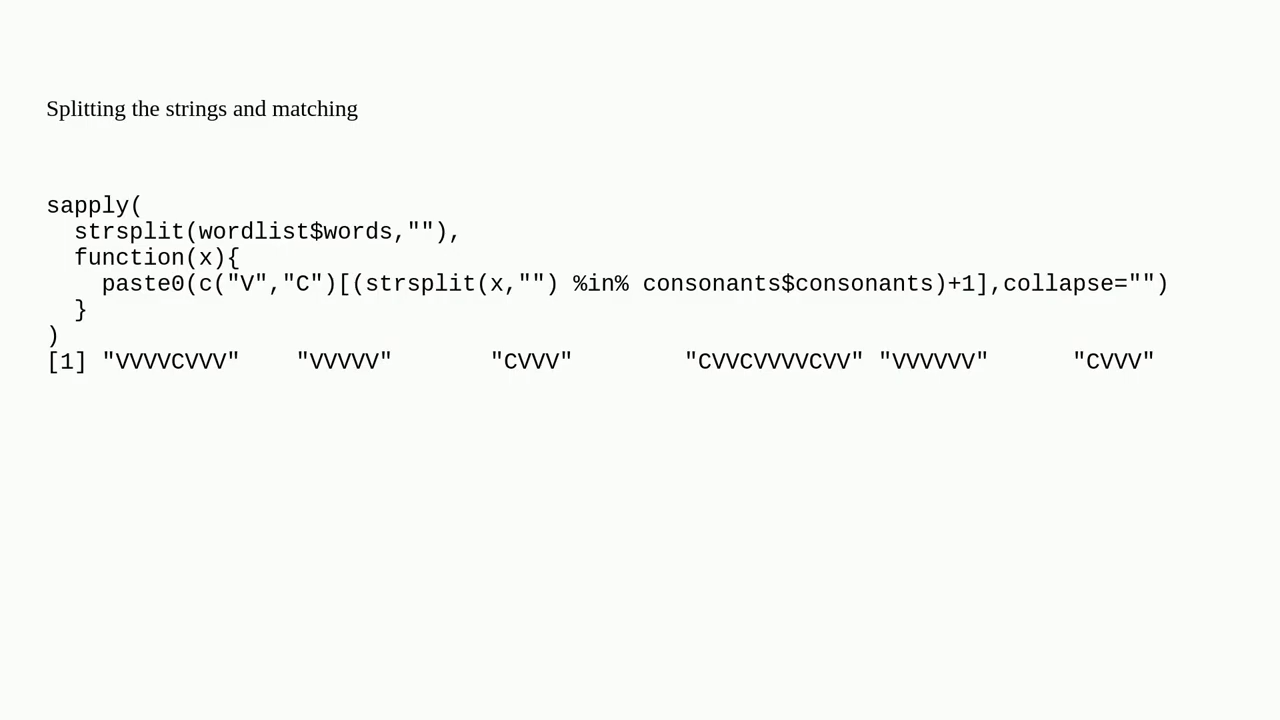 Splitting the strings and matching
sapply(
  strsplit(wordlist$words,""),
  function(x){
    paste0(c("V","C")[(strsplit(x,"") %in% consonants$consonants)+1],collapse="")
  }
)
[1] "VVVVCVVV"    "VVVVV"       "CVVV"        "CVVCVVVVCVV" "VVVVVV"      "CVVV"